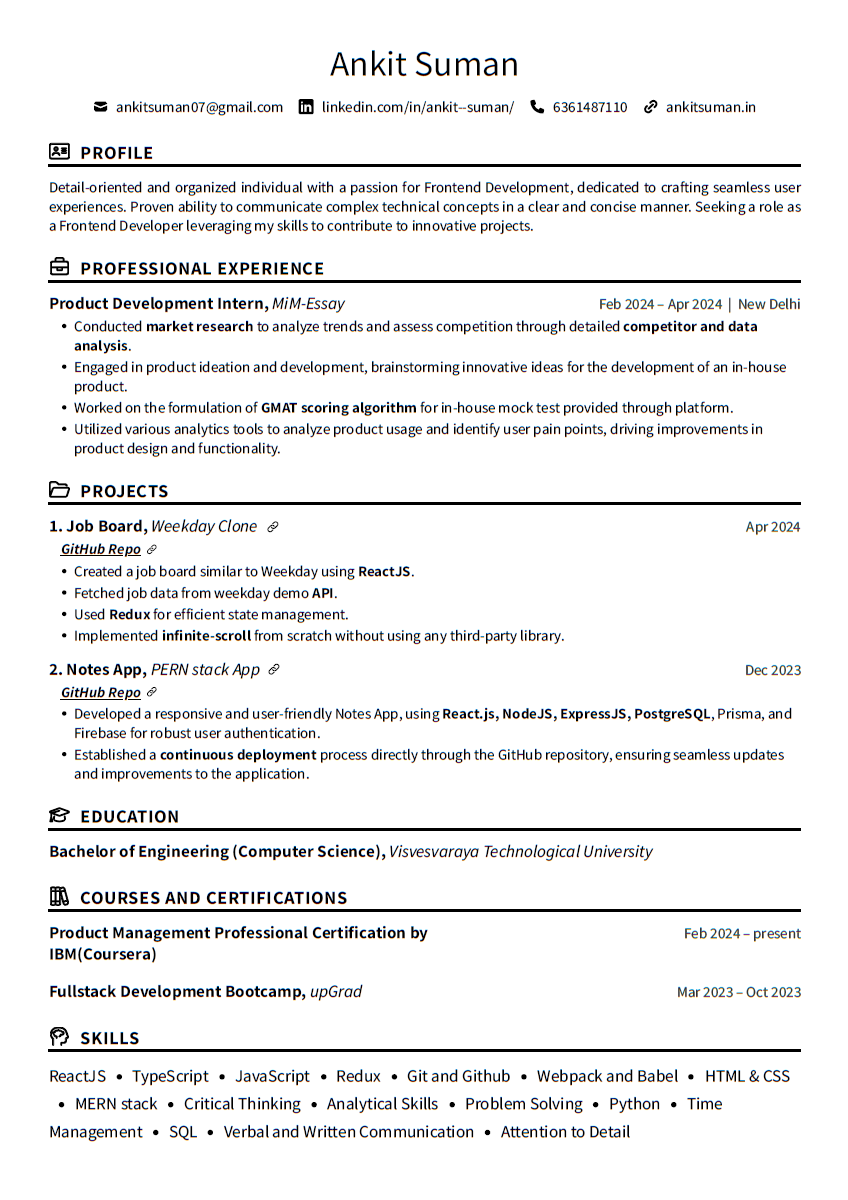 Ankit Suman
ankitsuman07@gmail.com linkedin.com/in/ankit--suman/ 6361487110 ankitsuman.in
PROFILE
Detail-oriented and organized individual with a passion for Frontend Development, dedicated to crafting seamless user
experiences. Proven ability to communicate complex technical concepts in a clear and concise manner. Seeking a role as
a Frontend Developer leveraging my skills to contribute to innovative projects.
PROFESSIONAL EXPERIENCE
Product Development Intern, MiM-Essay Feb 2024 – Apr 2024 | New Delhi
• Conducted market research to analyze trends and assess competition through detailed competitor and data
analysis.
• Engaged in product ideation and development, brainstorming innovative ideas for the development of an in-house
product.
• Worked on the formulation of GMAT scoring algorithm for in-house mock test provided through platform.
• Utilized various analytics tools to analyze product usage and identify user pain points, driving improvements in
product design and functionality.
PROJECTS
1. Job Board, Weekday Clone Apr 2024
GitHub Repo
• Created a job board similar to Weekday using ReactJS.
• Fetched job data from weekday demo API.
• Used Redux for efficient state management.
• Implemented infinite-scroll from scratch without using any third-party library.
2. Notes App, PERN stack App Dec 2023
GitHub Repo
• Developed a responsive and user-friendly Notes App, using React.js, NodeJS, ExpressJS, PostgreSQL, Prisma, and
Firebase for robust user authentication.
• Established a continuous deployment process directly through the GitHub repository, ensuring seamless updates
and improvements to the application.
EDUCATION
Bachelor of Engineering (Computer Science), Visvesvaraya Technological University
COURSES AND CERTIFICATIONS
Product Management Professional Certification by Feb 2024 – present
IBM(Coursera)
Fullstack Development Bootcamp, upGrad Mar 2023 – Oct 2023
SKILLS
ReactJS • TypeScript • JavaScript • Redux • Git and Github • Webpack and Babel • HTML & CSS
• MERN stack • Critical Thinking • Analytical Skills • Problem Solving • Python • Time
Management • SQL • Verbal and Written Communication • Attention to Detail